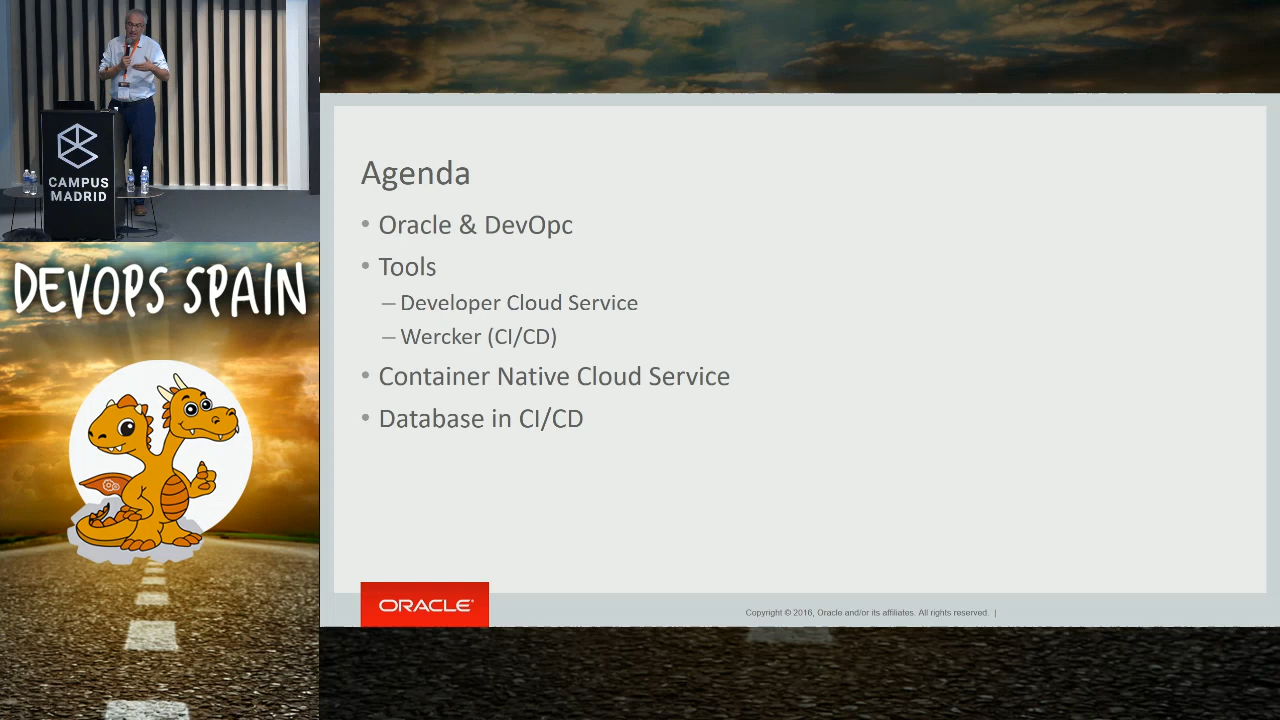 CAMPUS
MADRID
DEVOPS SPAIN
Agenda
• Oracle & DevOpc
• Tools
– Developer Cloud Service
– Wercker (CI/CD)
• Container Native Cloud Service
• Database in CI/CD
ORACLE®
Copyright © 2016, Oracle and/or its affiliates. All rights reserved. |